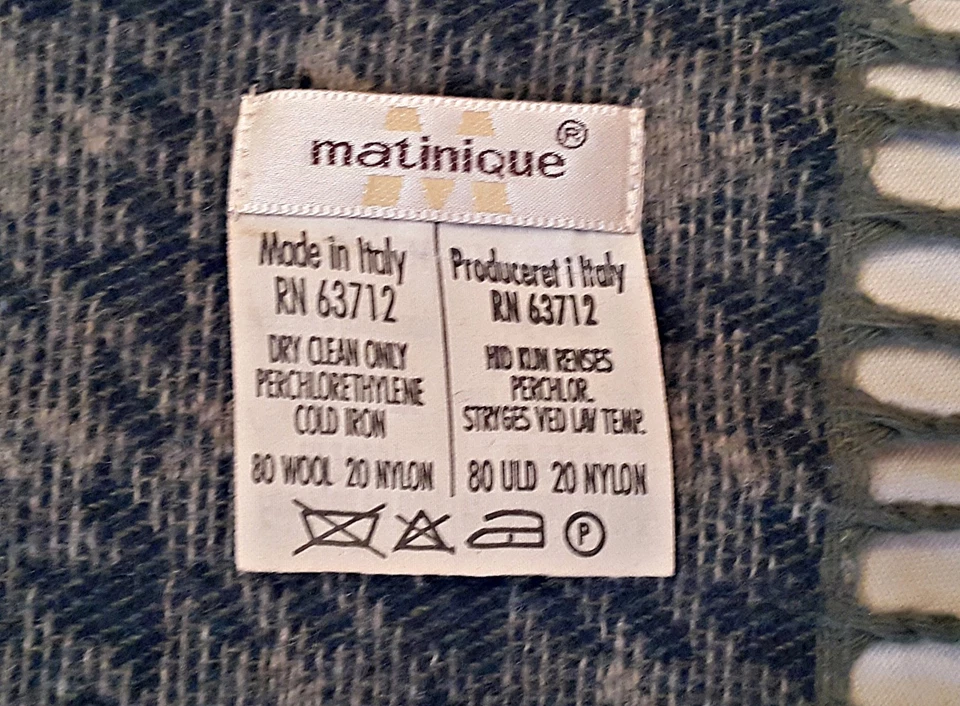 matinique®
Made in Italy
RN 63712
DRY CLEAN ONLY
PERCHLORETHYLENE
COLD IRON
80 WOOL 20 NYLON
Produceret i Italy
RN 63712
KUN RENSES
PERCHLOR.
STRYGES VED LAV TEMP.
80 ULD 20 NYLON
P